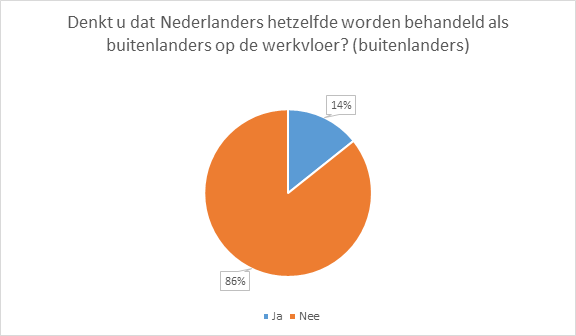 Denkt u dat Nederlanders hetzelfde worden behandeld als
buitenlanders op de werkvloer? (buitenlanders)
14%
86%
Ja Nee